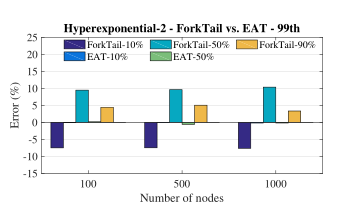 Hyperexponential-2 - ForkTail vs. EAT - 99th
ForkTail-10% ForkTail-50% ForkTail-90%
EAT-10% EAT-50%
25
20
15
10
5
0
-5
-10
-15
Error (%)
100 500 1000
Number of nodes